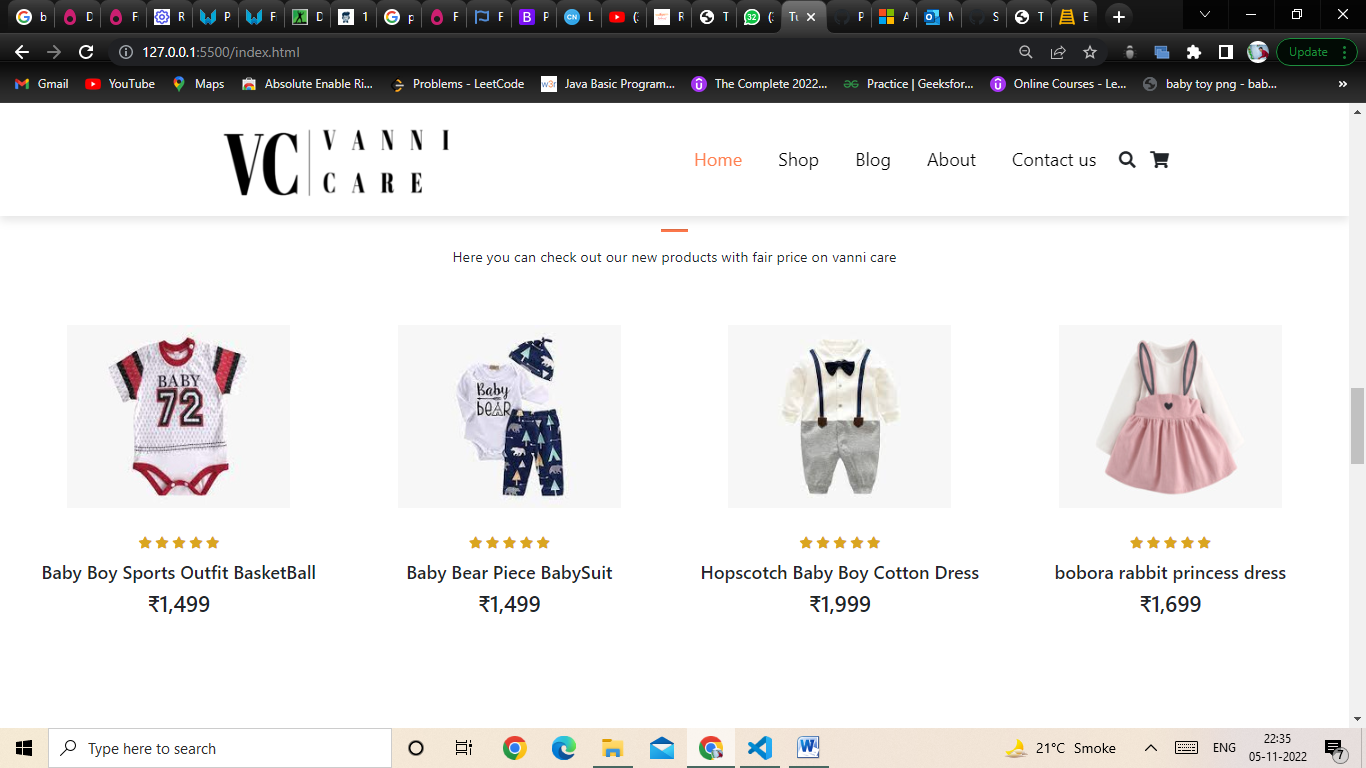 b D F R P F D 1 p F F P L (3 R T (3 Tu P A M S T E
127.0.0.1:5500/index.html
Update
Gmail YouTube Maps Absolute Enable Ri... Problems - LeetCode Java Basic Program... The Complete 2022... Practice | Geeksfor... Online Courses - Le... baby toy png - bab... »
VC VANNI
CARE
Home Shop Blog About Contact us
Here you can check out our new products with fair price on vanni care
BABY
72
Baby
bEAR
Baby Boy Sports Outfit BasketBall Baby Bear Piece BabySuit Hopscotch Baby Boy Cotton Dress bobora rabbit princess dress
₹1,499 ₹1,499 ₹1,999 ₹1,699
Type here to search
21°C Smoke
ENG
22:35
05-11-2022
7